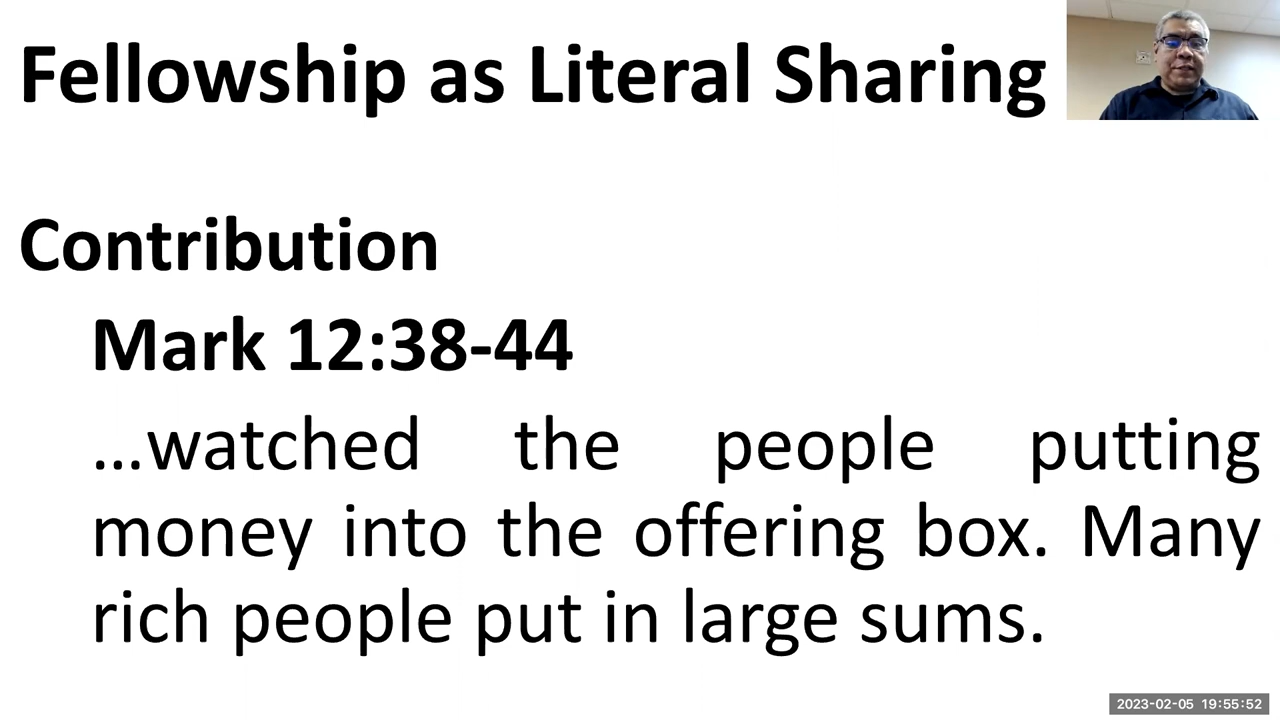 Fellowship as Literal Sharing
Contribution
Mark 12:38-44
...watched the people putting
money into the offering box. Many
rich people put in large sums.
2023-02-05 19:55:52